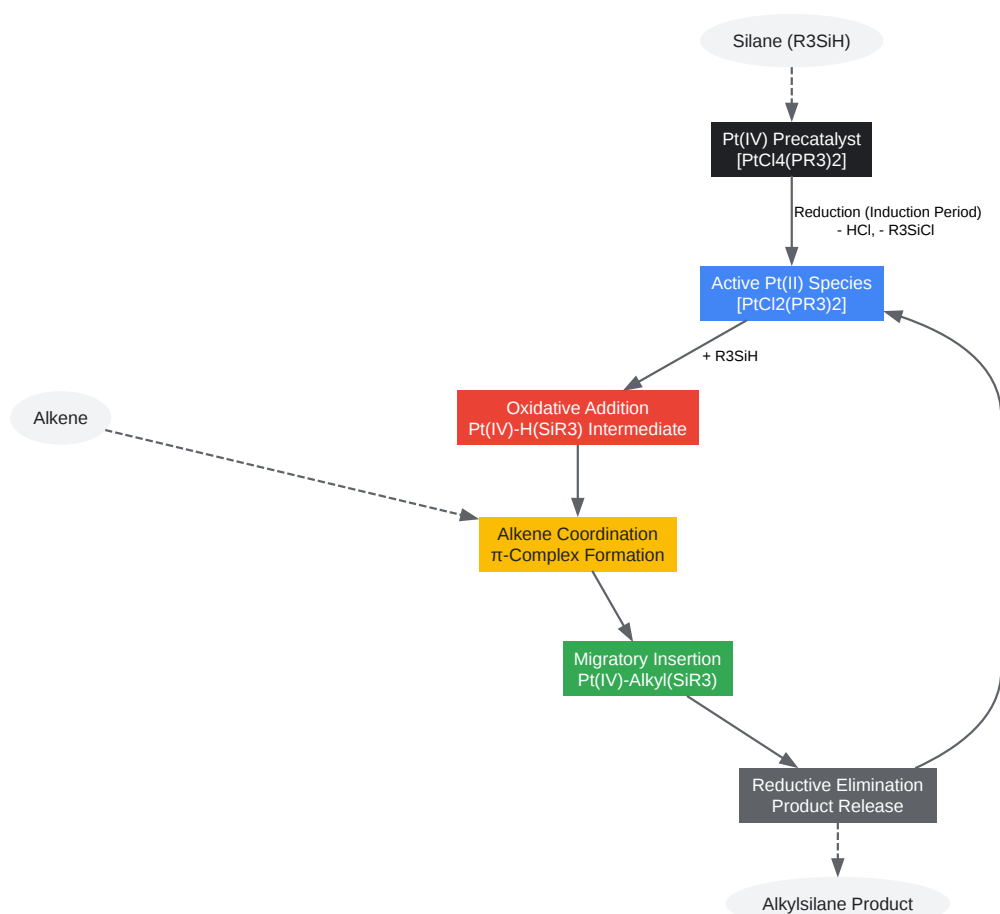 Silane (R3SiH)
Pt(IV) Precatalyst
[PtCl4(PR3)2]
Reduction (Induction Period)
- HCl, - R3SiCl
Active Pt(II) Species
[PtCl2(PR3)2]
+ R3SiH
Oxidative Addition
Pt(IV)-H(SiR3) Intermediate
Alkene
Alkene Coordination
π-Complex Formation
Migratory Insertion
Pt(IV)-Alkyl(SiR3)
Reductive Elimination
Product Release
Alkylsilane Product